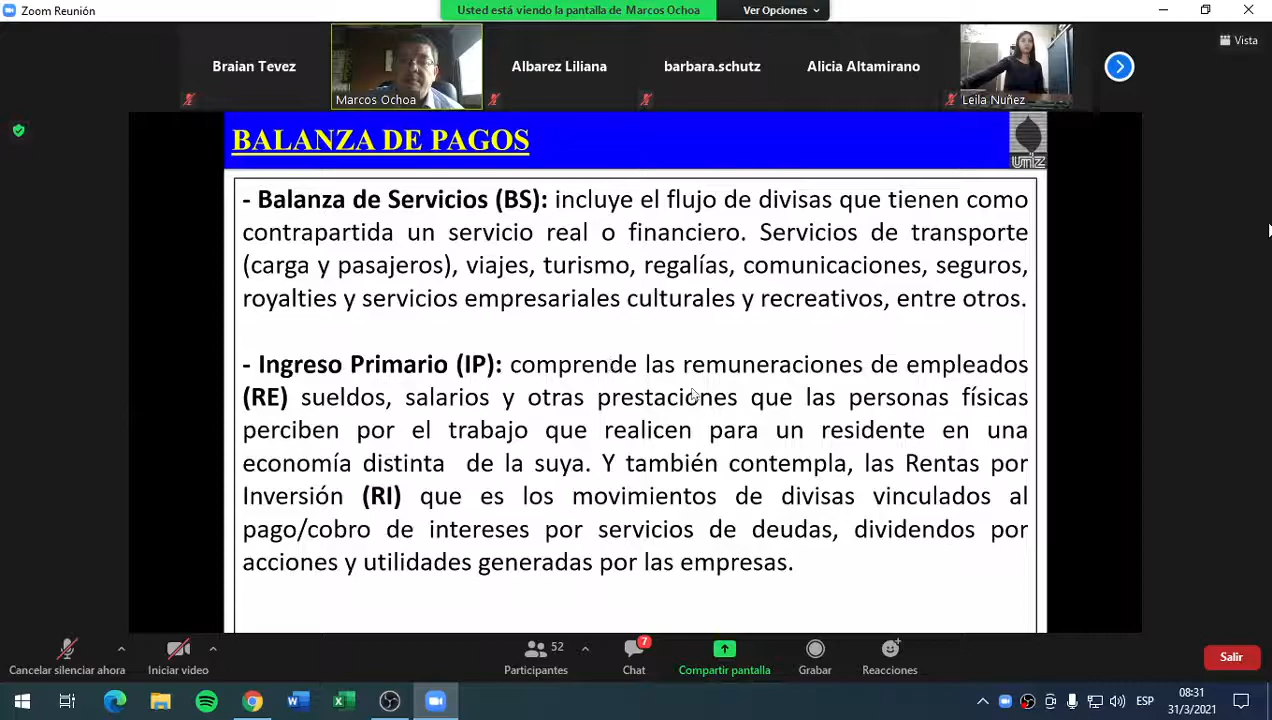 Zoom Reunión
Usted está viendo la pantalla de Marcos Ochoa
Ver Opciones
Vista
Braian Tevez
Marcos Ochoa
Albarez Liliana
barbara.schutz
Alicia Altamirano
Leila Nuñez
BALANZA DE PAGOS
UNLZ
- Balanza de Servicios (BS): incluye el flujo de divisas que tienen como
contrapartida un servicio real o financiero. Servicios de transporte
(carga y pasajeros), viajes, turismo, regalías, comunicaciones, seguros,
royalties y servicios empresariales culturales y recreativos, entre otros.
- Ingreso Primario (IP): comprende las remuneraciones de empleados
(RE) sueldos, salarios y otras prestaciones que las personas físicas
perciben por el trabajo que realicen para un residente en una
economía distinta de la suya. Y también contempla, las Rentas por
Inversión (RI) que es los movimientos de divisas vinculados al
pago/cobro de intereses por servicios de deudas, dividendos por
acciones y utilidades generadas por las empresas.
Cancelar silenciar ahora
Iniciar video
52
Participantes
7
Chat
Compartir pantalla
Grabar
Reacciones
Salir
ESP
08:31
31/3/2021